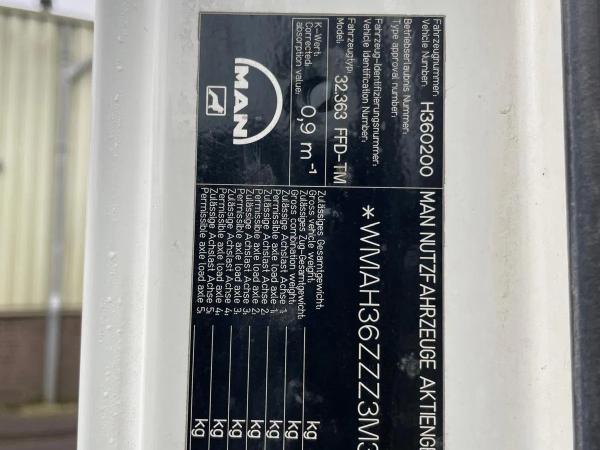 Fahrzeugnummer:
Vehicle Number: H360200 MAN NUTZFAHRZEUGE AKTIENGE
Betriebserlaubnis Nummer:
Type approval number:
Fahrzeug-Identifizierungsnummer:
Vehicle Identification Number: *WMAH36ZZZ3M3
Fahrzeugtyp:
Model: 32.363 FFD-TM
K-Wert:
Corrected absorption value: 0,9 m⁻¹
MAN
Zulässiges Gesamtgewicht:
Gross vehicle weight: kg
Zulässiges Zug-Gesamtgewicht:
Gross combination weight: kg
Zulässige Achslast Achse 1:
Permissible axle load axle 1: kg
Zulässige Achslast Achse 2:
Permissible axle load axle 2: kg
Zulässige Achslast Achse 3:
Permissible axle load axle 3: kg
Zulässige Achslast Achse 4:
Permissible axle load axle 4: kg
Zulässige Achslast Achse 5:
Permissible axle load axle 5: kg